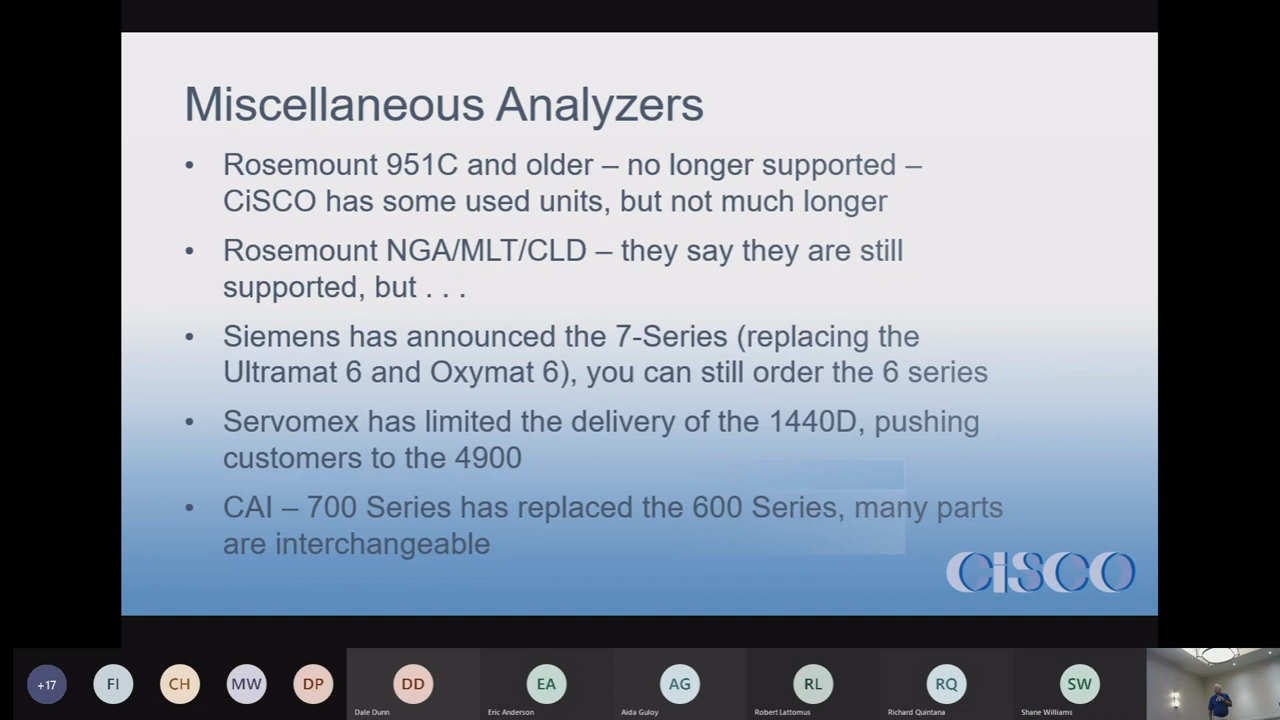 Miscellaneous Analyzers
• Rosemount 951C and older – no longer supported –
CiSCO has some used units, but not much longer
• Rosemount NGA/MLT/CLD – they say they are still
supported, but . . .
• Siemens has announced the 7-Series (replacing the
Ultramat 6 and Oxymat 6), you can still order the 6 series
• Servomex has limited the delivery of the 1440D, pushing
customers to the 4900
• CAI – 700 Series has replaced the 600 Series, many parts
are interchangeable
CiSCO
+17 FI CH MW DP DD EA AG RL RQ SW
Dale Dunn Eric Anderson Aida Guloy Robert Lattomus Richard Quintana Shane Williams